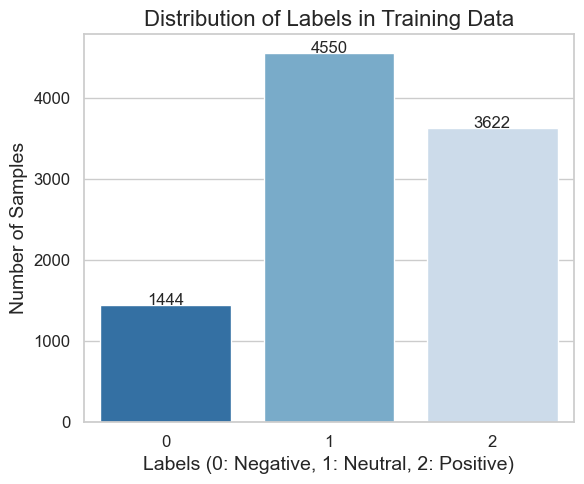 Distribution of Labels in Training Data
4550
4000
3622
3000
Number of Samples
2000
1444
1000
0
0 1 2
Labels (0: Negative, 1: Neutral, 2: Positive)